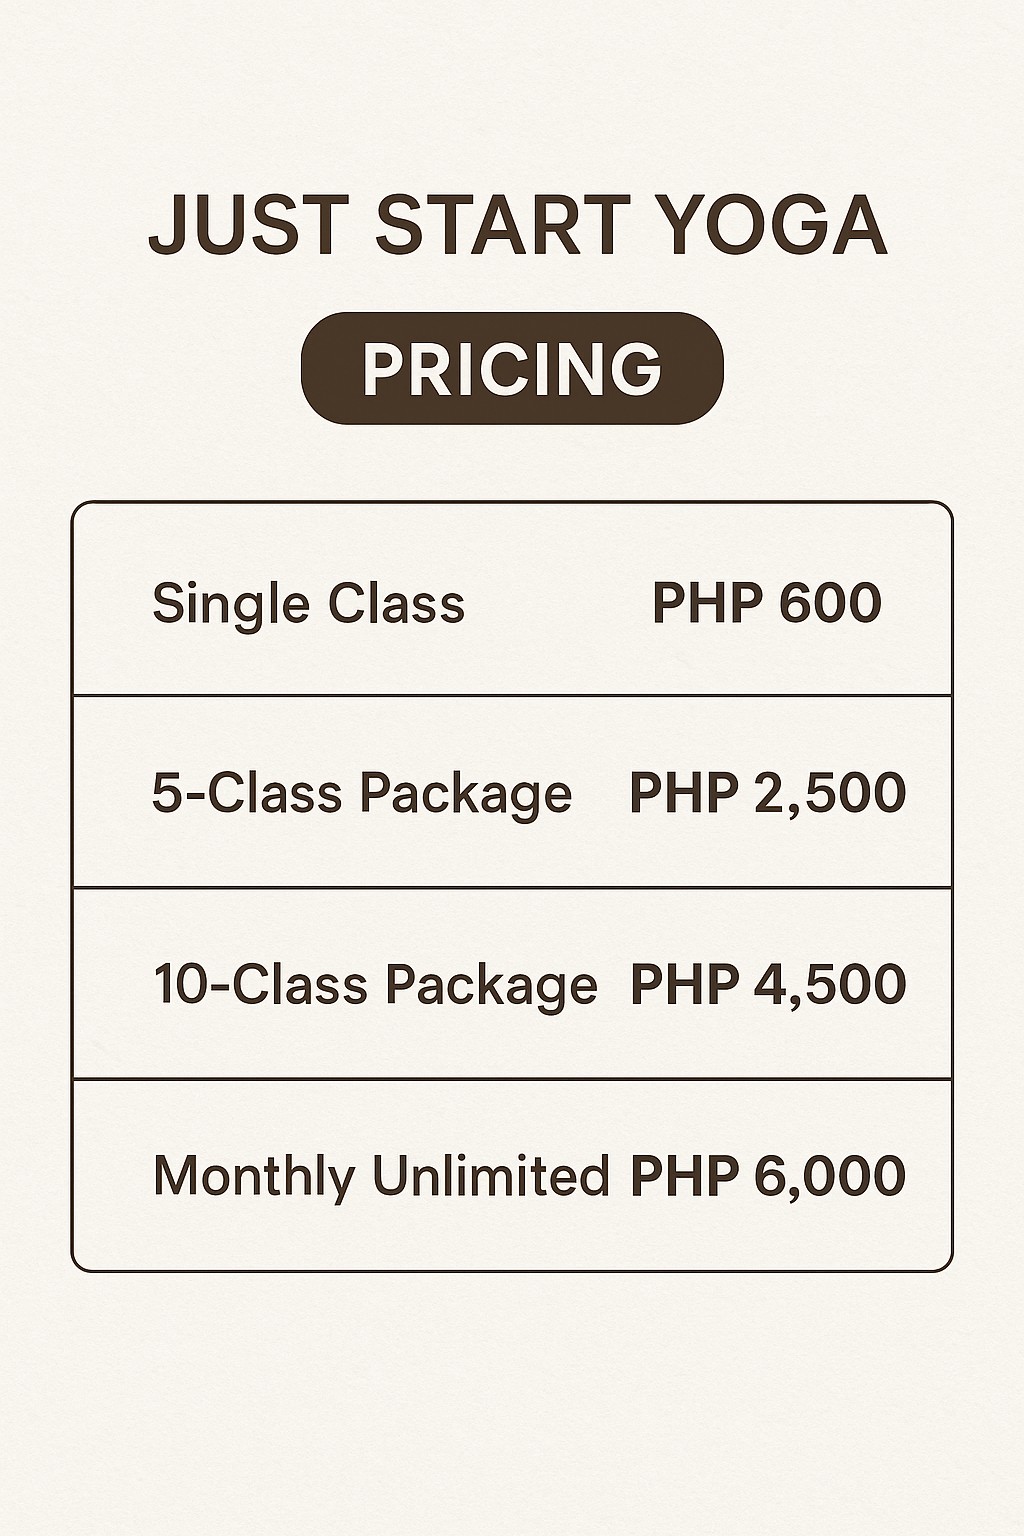 JUST START YOGA
PRICING
Single Class PHP 600
5-Class Package PHP 2,500
10-Class Package PHP 4,500
Monthly Unlimited PHP 6,000